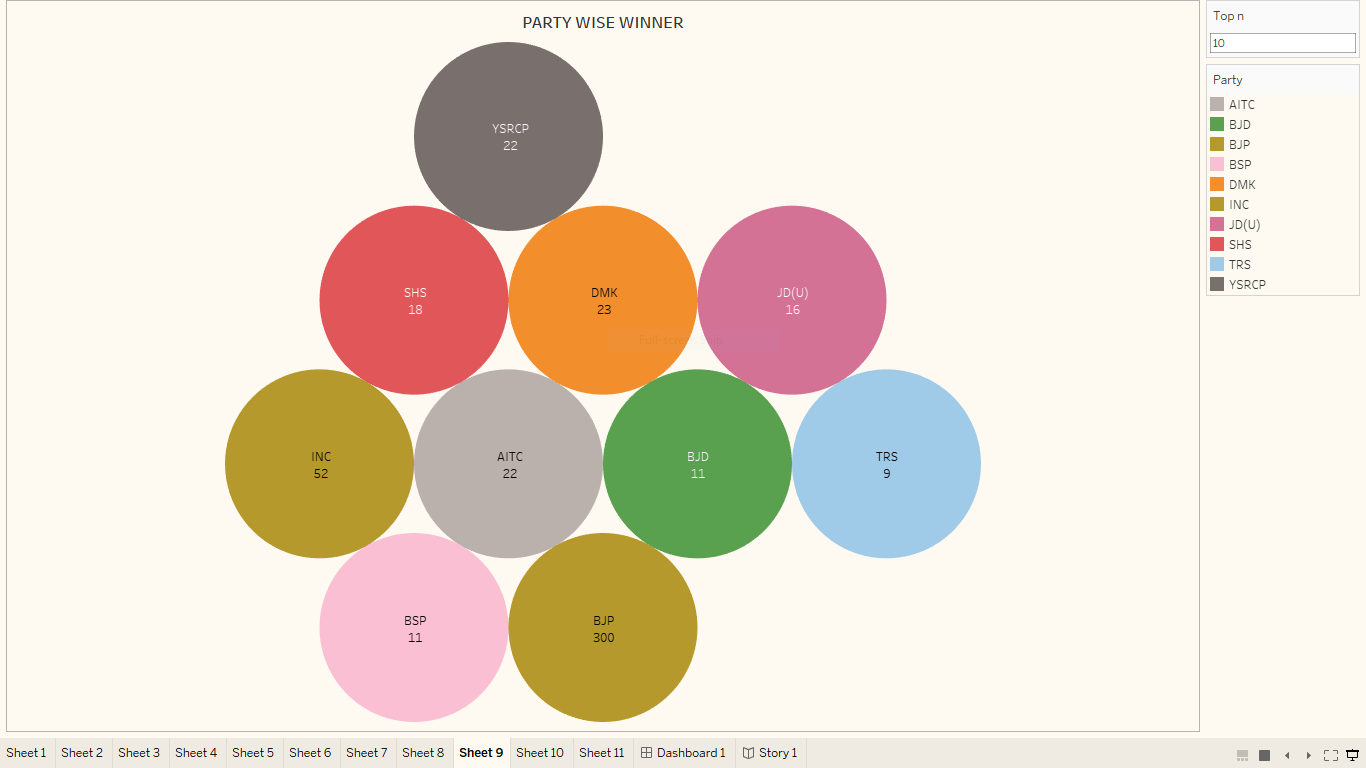 PARTY WISE WINNER
YSRCP
22
SHS
18
DMK
23
JD(U)
16
INC
52
AITC
22
BJD
11
TRS
9
BSP
11
BJP
300
Top n
10
Party
AITC
BJD
BJP
BSP
DMK
INC
JD(U)
SHS
TRS
YSRCP
Sheet 1 Sheet 2 Sheet 3 Sheet 4 Sheet 5 Sheet 6 Sheet 7 Sheet 8 Sheet 9 Sheet 10 Sheet 11 Dashboard 1 Story 1